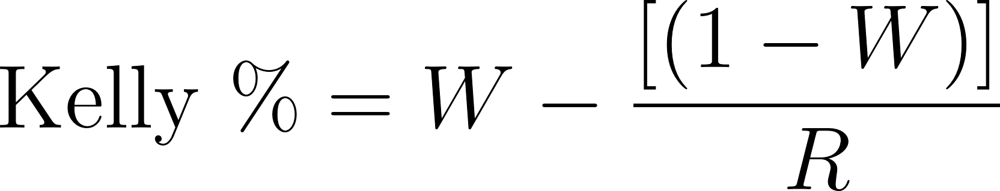 Kelly % = W − [(1 − W)] / R